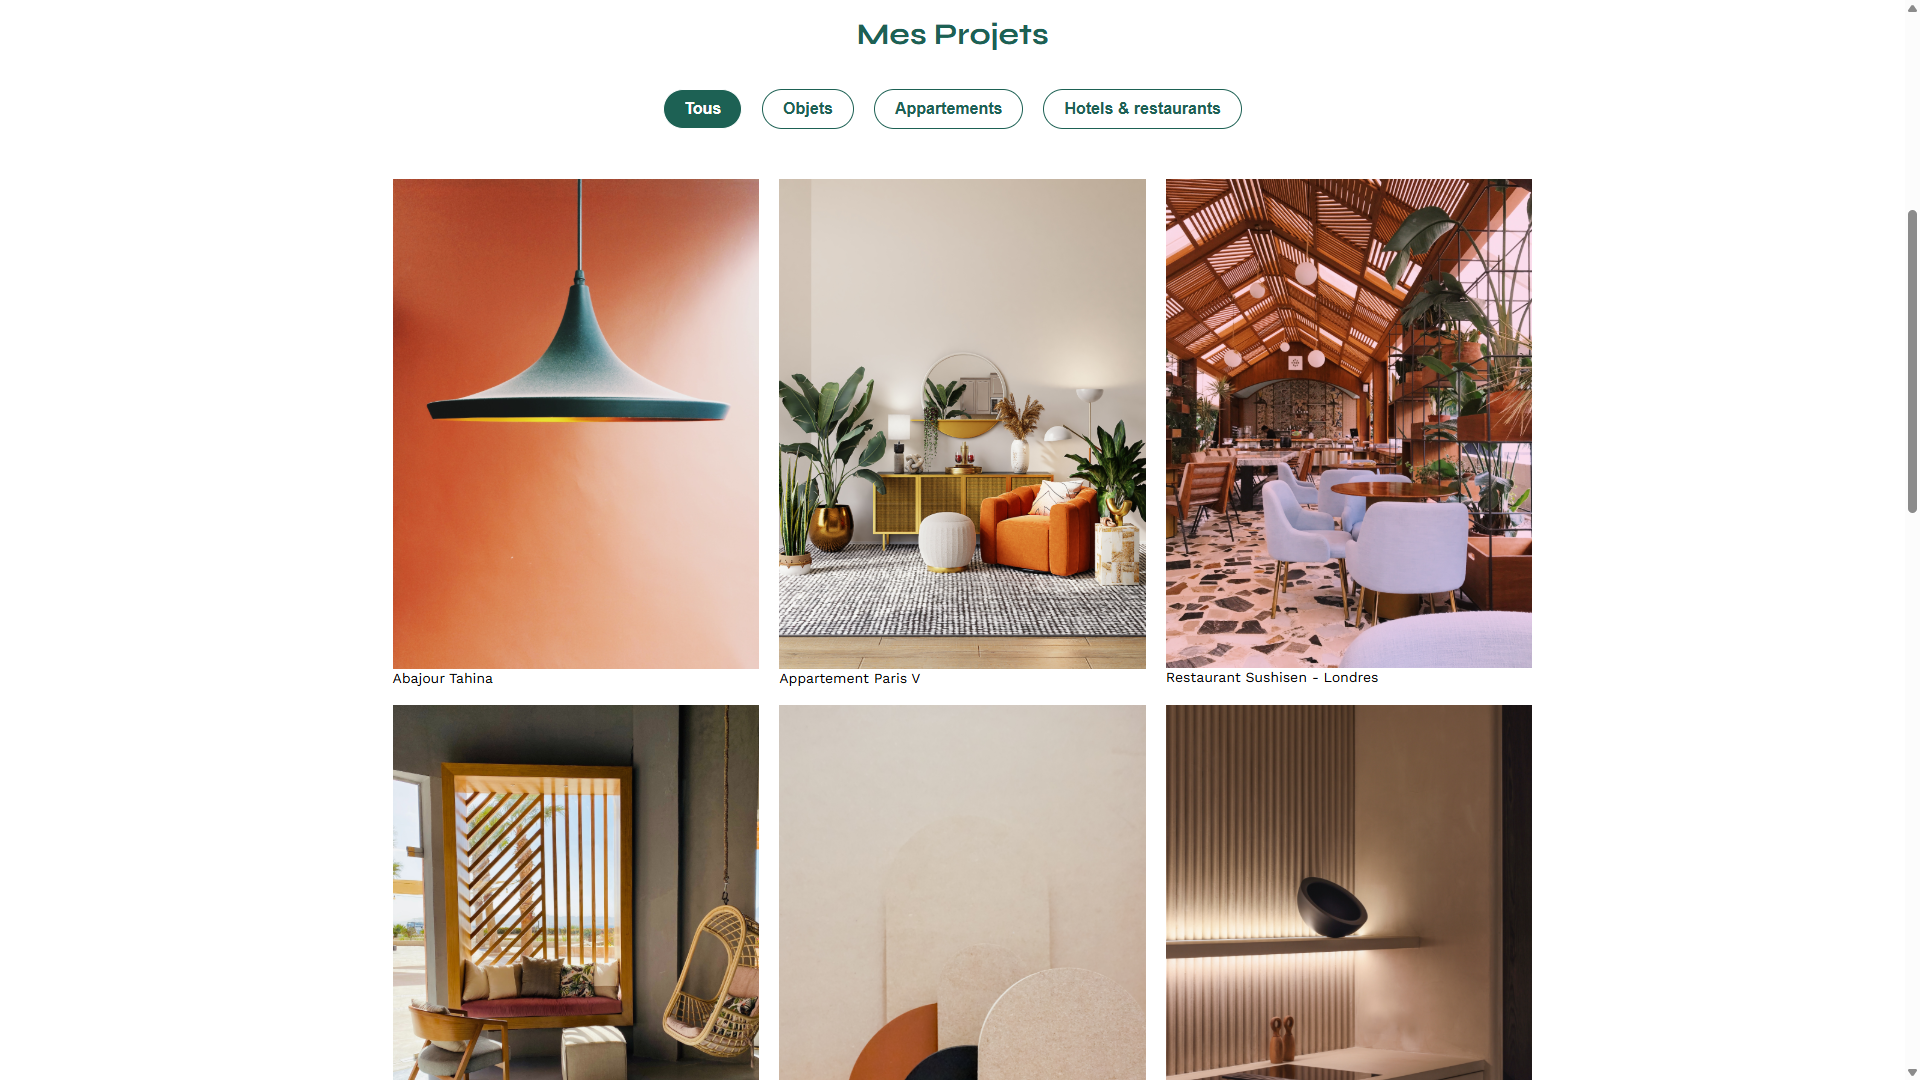 Mes Projets
Tous
Objets
Appartements
Hotels & restaurants
Abajour Tahina
Appartement Paris V
Restaurant Sushisen - Londres